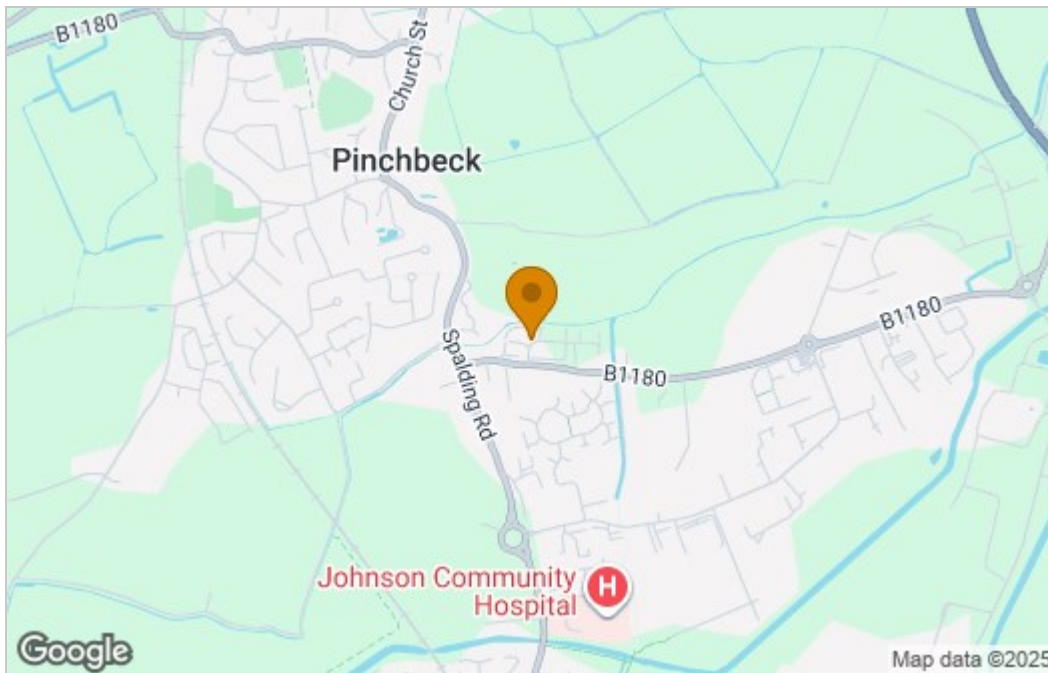 B1180
Church St
Pinchbeck
Spalding Rd
B1180
B1180
Johnson Community
Hospital
H
Google
Map data ©2025